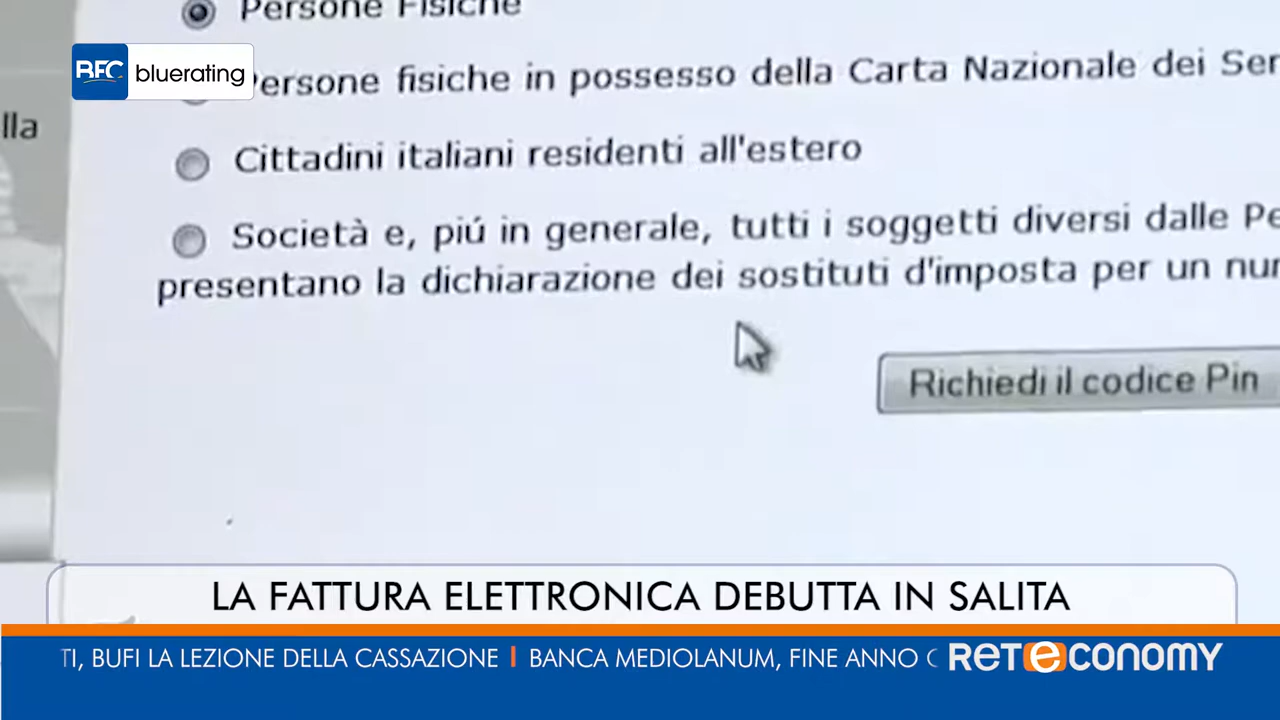 Persone Fisiche
BFC bluerating
Persone fisiche in possesso della Carta Nazionale dei Ser
lla
Cittadini italiani residenti all'estero
Società e, piú in generale, tutti i soggetti diversi dalle Pe
presentano la dichiarazione dei sostituti d'imposta per un
Richiedi il codice Pin
LA FATTURA ELETTRONICA DEBUTTA IN SALITA
TI, BUFI LA LEZIONE DELLA CASSAZIONE | BANCA MEDIOLANUM, FINE ANNO
RETeCONOMY